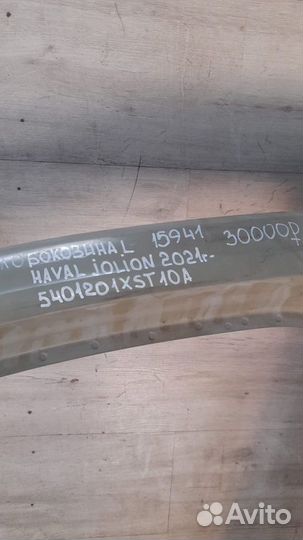 БОКОВИНА L 15941 30000р
HAVAL JOLION 2021г.
5401201XST10A
Avito